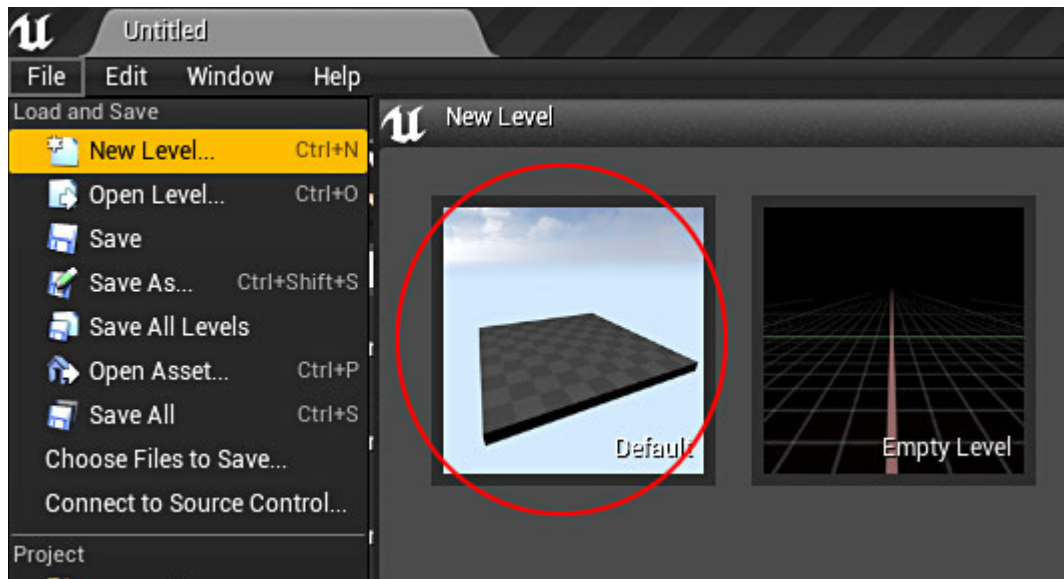 Untitled
File Edit Window Help
Load and Save
New Level... Ctrl+N
Open Level... Ctrl+O
Save
Save As... Ctrl+Shift+S
Save All Levels
Open Asset... Ctrl+P
Save All Ctrl+S
Choose Files to Save...
Connect to Source Control...
Project
New Level
Default
Empty Level